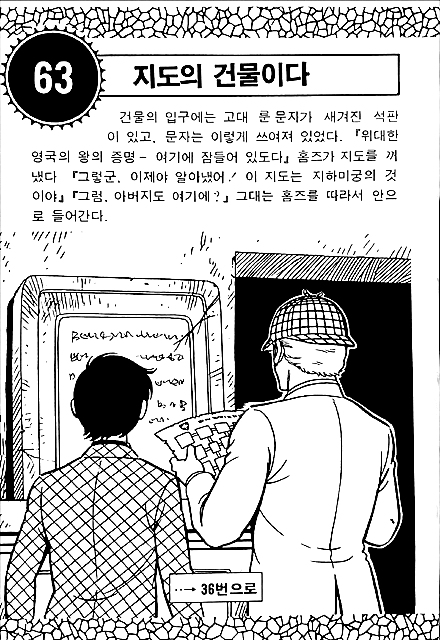 63
지도의 건물이다
건물의 입구에는 고대 룬 문자가 새겨진 석판
이 있고, 문자는 이렇게 쓰여져 있었다. 『위대한
영국의 왕의 증명- 여기에 잠들어 있도다』 홈즈가 지도를 꺼
냈다 『그렇군, 이제야 알아냈어! 이 지도는 지하미궁의 것
이야』 『그럼, 아버지도 여기에?』 그대는 홈즈를 따라서 안으
로 들어간다.
···→ 36번으로